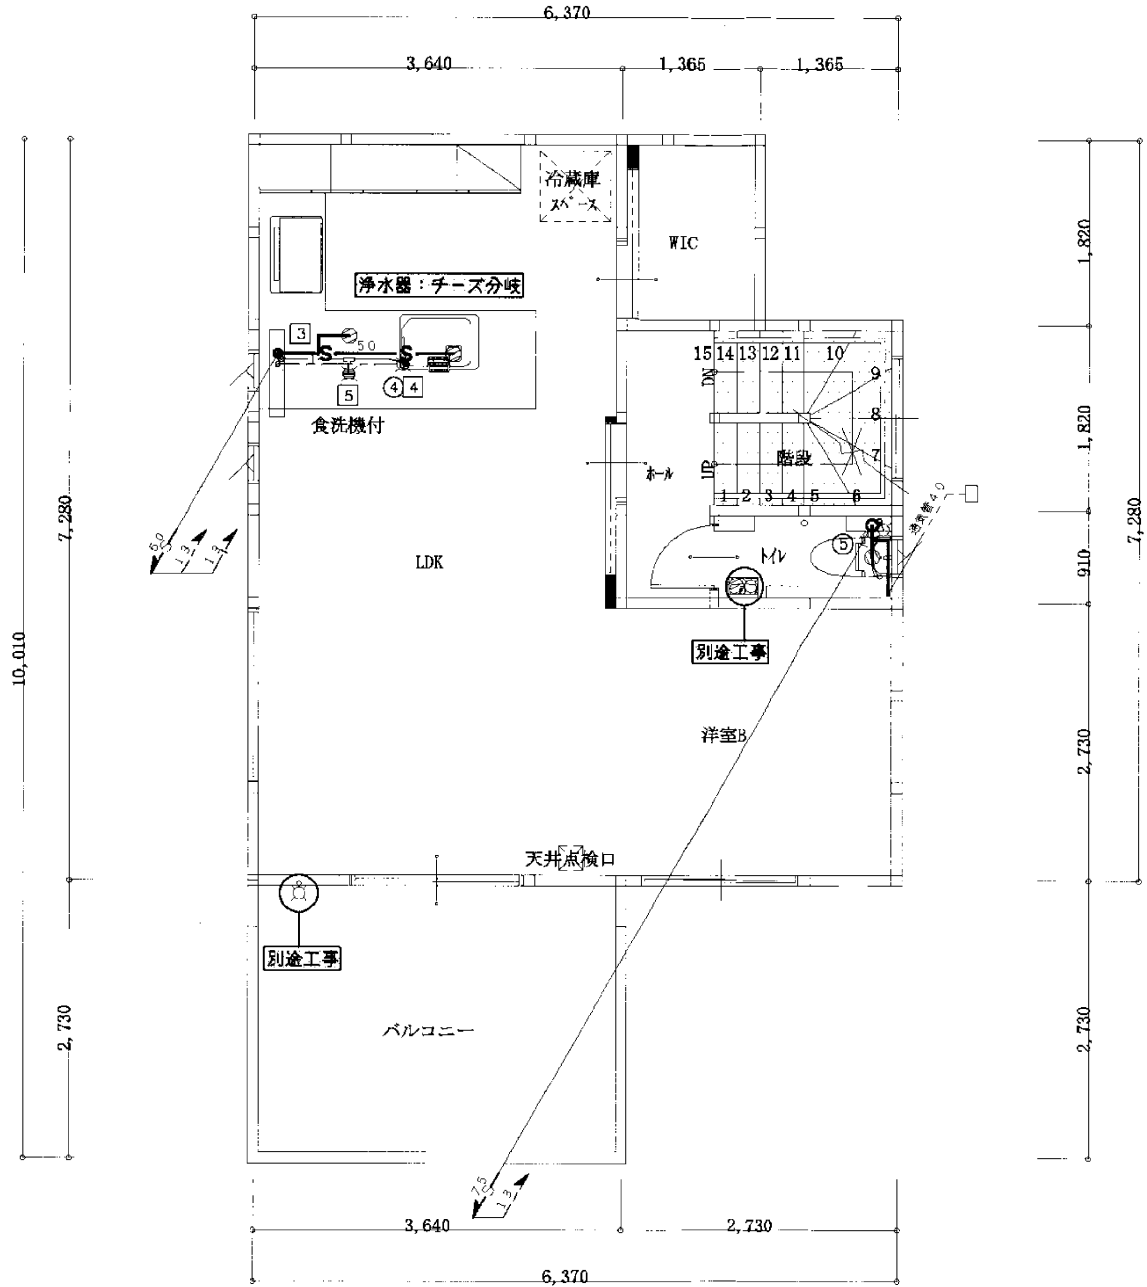 6,370
3,640
1,365
1,365
冷蔵庫
スペース
WIC
1,820
浄水器：チーズ分岐
3
50
S
S
4
4
5
食洗機付
15
14
13
12
11
10
9
8
7
DN
UP
階段
1
2
3
4
5
6
ホール
1,820
7,280
10,010
50
13
13
LDK
トイレ
5
通気管40
910
7,280
別途工事
洋室B
2,730
天井点検口
別途工事
バルコニー
2,730
2,730
75
13
3,640
2,730
6,370